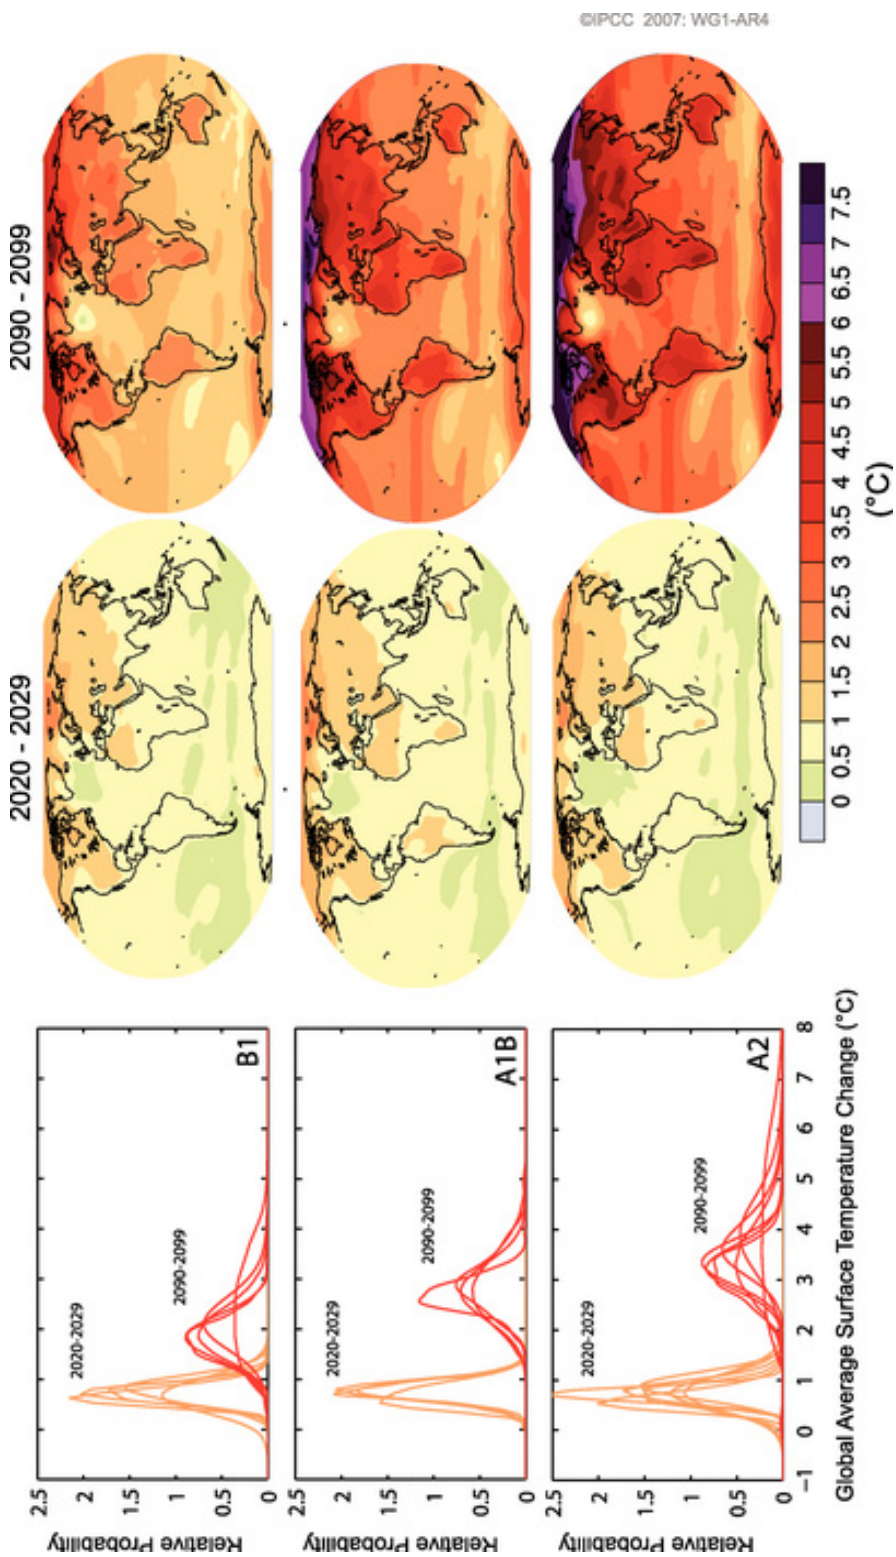 ©IPCC 2007: WG1-AR4
2020 - 2029
2090 - 2099
Relative Probability
2.5
2
1.5
1
0.5
0
2020-2029
2090-2099
B1
Relative Probability
2.5
2
1.5
1
0.5
0
2020-2029
2090-2099
A1B
Relative Probability
2.5
2
1.5
1
0.5
0
2020-2029
2090-2099
A2
−1 0 1 2 3 4 5 6 7 8
Global Average Surface Temperature Change (°C)
0 0.5 1 1.5 2 2.5 3 3.5 4 4.5 5 5.5 6 6.5 7 7.5
(°C)